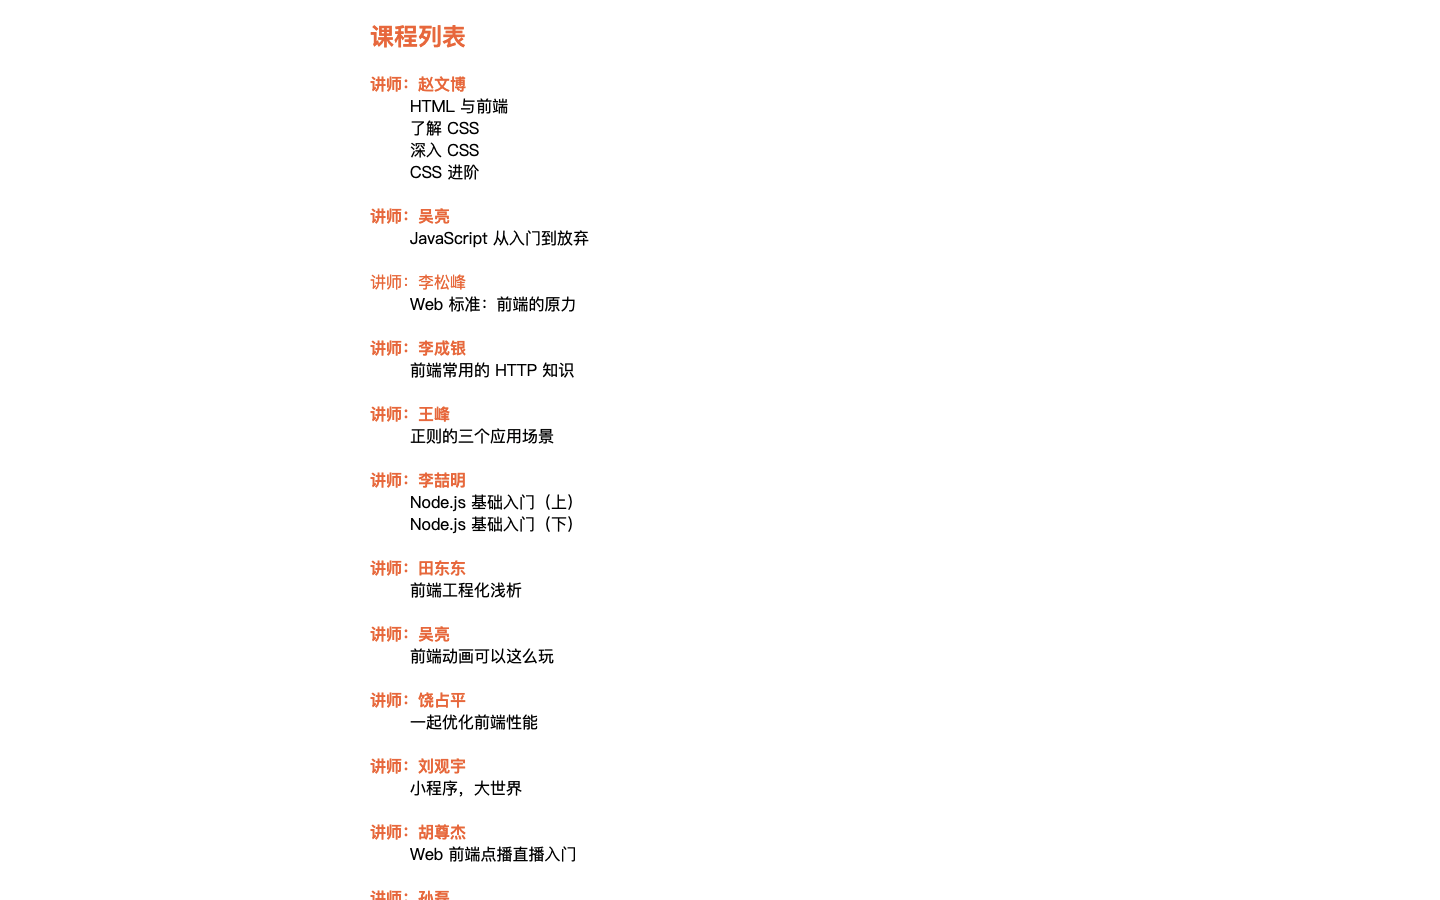 课程列表
讲师：赵文博
HTML 与前端
了解 CSS
深入 CSS
CSS 进阶
讲师：吴亮
JavaScript 从入门到放弃
讲师：李松峰
Web 标准：前端的原力
讲师：李成银
前端常用的 HTTP 知识
讲师：王峰
正则的三个应用场景
讲师：李喆明
Node.js 基础入门（上）
Node.js 基础入门（下）
讲师：田东东
前端工程化浅析
讲师：吴亮
前端动画可以这么玩
讲师：饶占平
一起优化前端性能
讲师：刘观宇
小程序，大世界
讲师：胡尊杰
Web 前端点播直播入门
讲师：孙磊